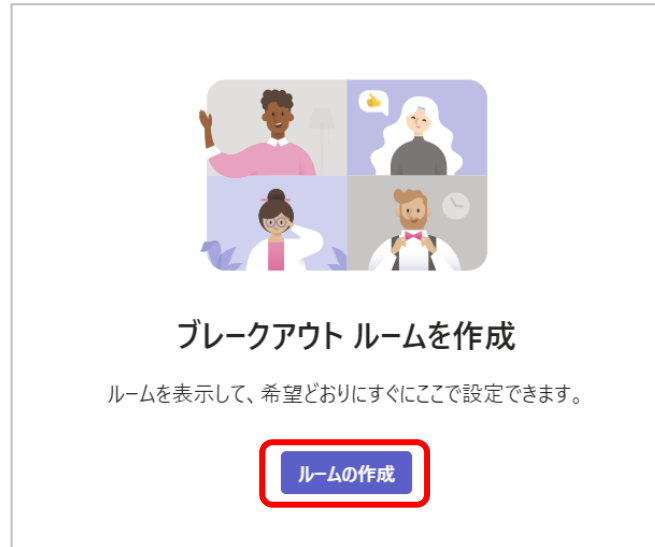 ブレークアウト ルームを作成
ルームを表示して、希望どおりにすぐにここで設定できます。
ルームの作成